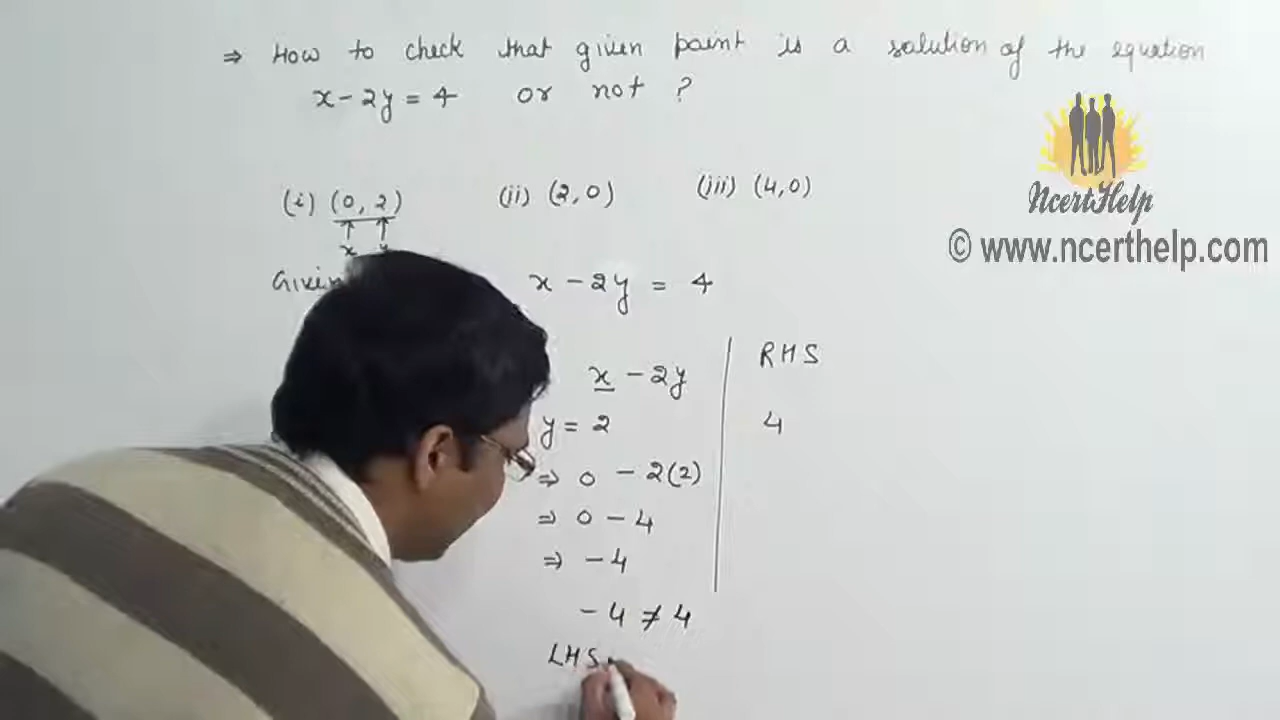 ⇒ How to check that given point is a solution of the equation
x - 2y = 4 or not ?
(i) (0, 2) (ii) (2, 0) (iii) (4, 0)
↑ ↑
x
Given x - 2y = 4
x - 2y RHS
y = 2 4
⇒ 0 - 2(2)
⇒ 0 - 4
⇒ - 4
- 4 ≠ 4
LHS
NcertHelp
© www.ncerthelp.com